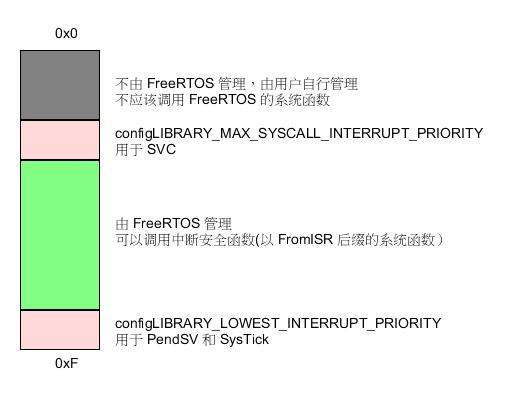 0x0
不由 FreeRTOS 管理，由用户自行管理
不应该调用 FreeRTOS 的系统函数
configLIBRARY_MAX_SYSCALL_INTERRUPT_PRIORITY
用于 SVC
由 FreeRTOS 管理
可以调用中断安全函数(以 FromISR 后缀的系统函数）
configLIBRARY_LOWEST_INTERRUPT_PRIORITY
用于 PendSV 和 SysTick
0xF